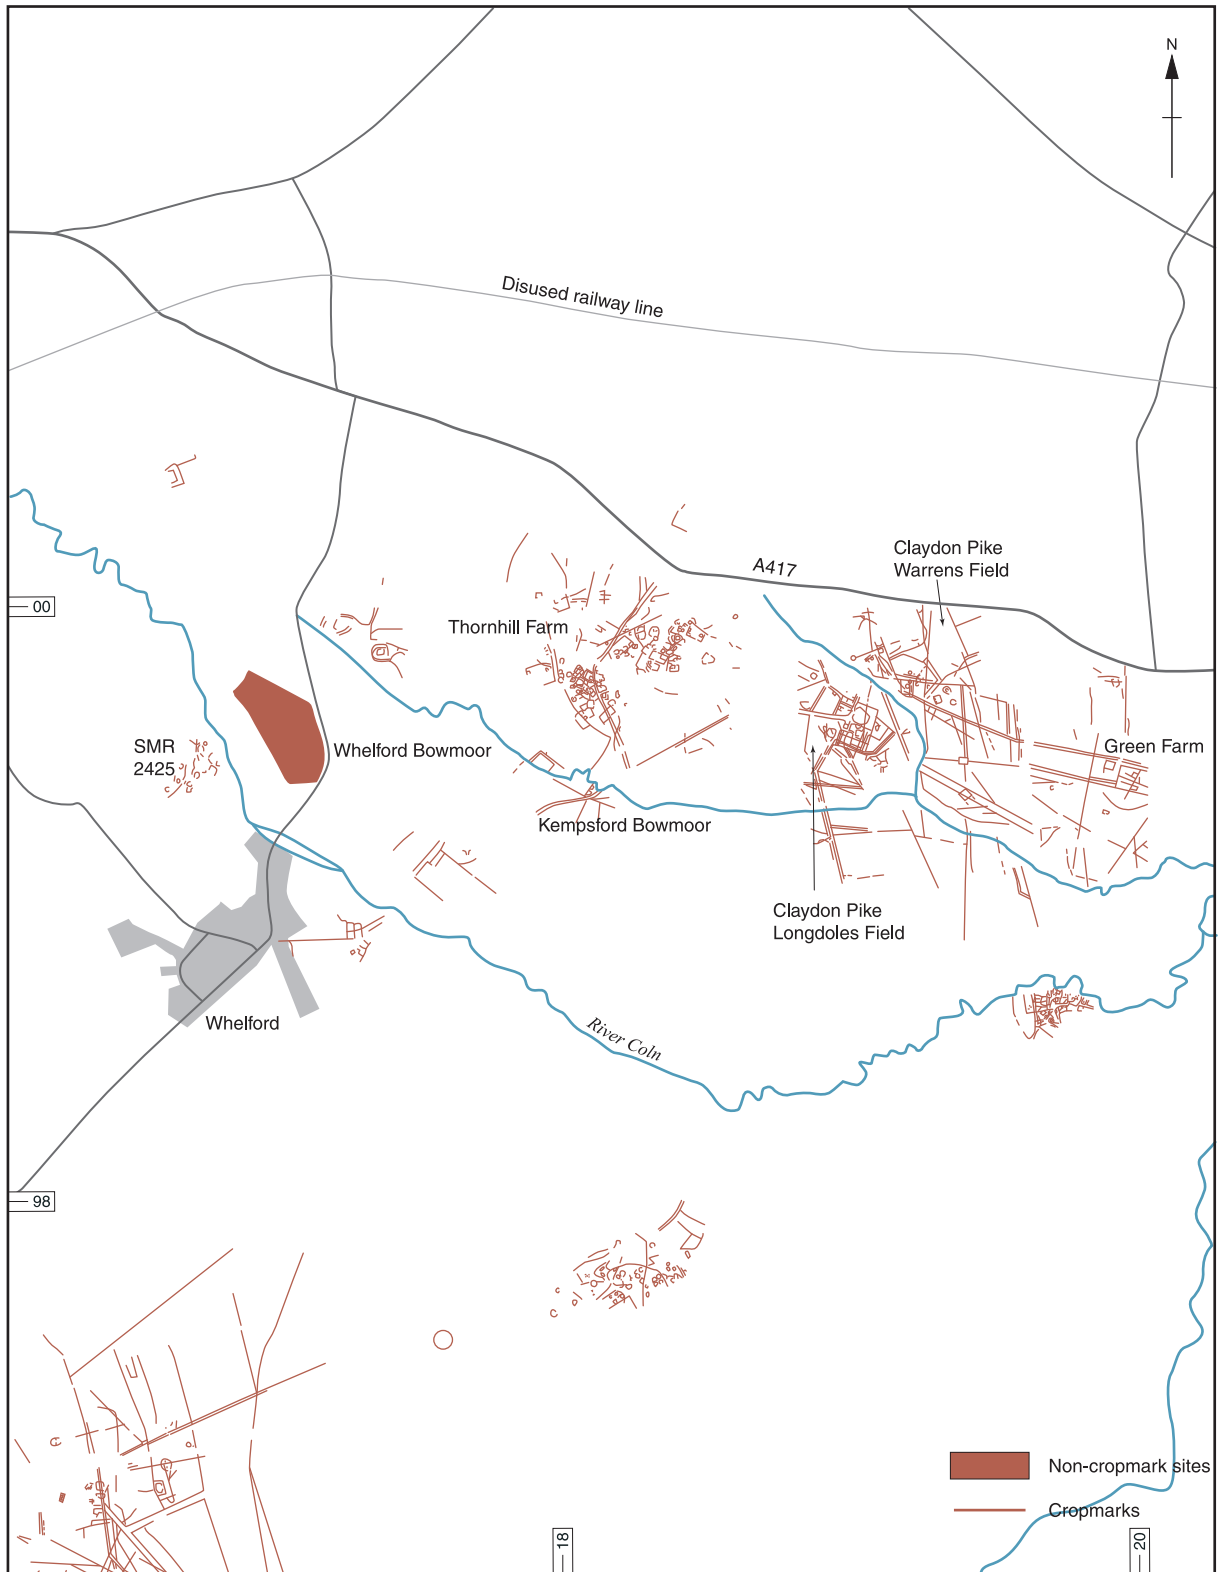 N
Disused railway line
Claydon Pike
Warrens Field
A417
00
Thornhill Farm
SMR
2425
Whelford Bowmoor
Green Farm
Kempsford Bowmoor
Claydon Pike
Longdoles Field
Whelford
River Coln
98
Non-cropmark sites
Cropmarks
18
20